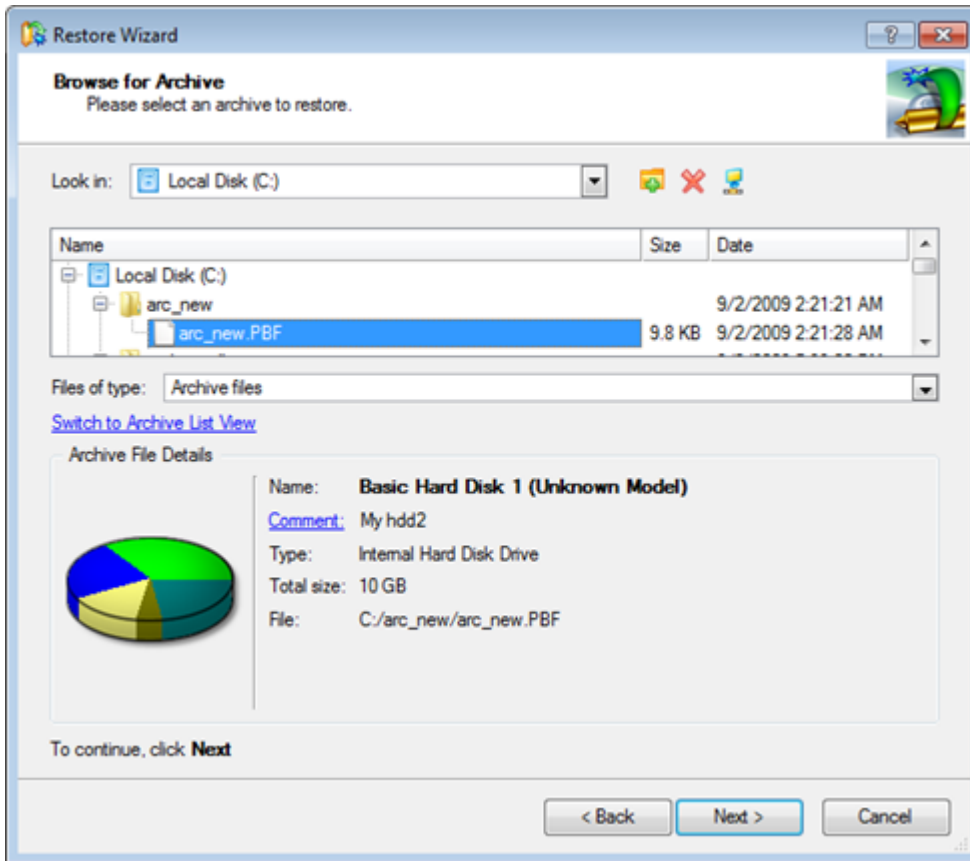 Restore Wizard
Browse for Archive
Please select an archive to restore.
Look in: Local Disk (C:)
Name Size Date
Local Disk (C:)
arc_new 9/2/2009 2:21:21 AM
arc_new.PBF 9.8 KB 9/2/2009 2:21:28 AM
Files of type: Archive files
Switch to Archive List View
Archive File Details
Name: Basic Hard Disk 1 (Unknown Model)
Comment: My hdd2
Type: Internal Hard Disk Drive
Total size: 10 GB
File: C:/arc_new/arc_new.PBF
To continue, click Next
< Back Next > Cancel